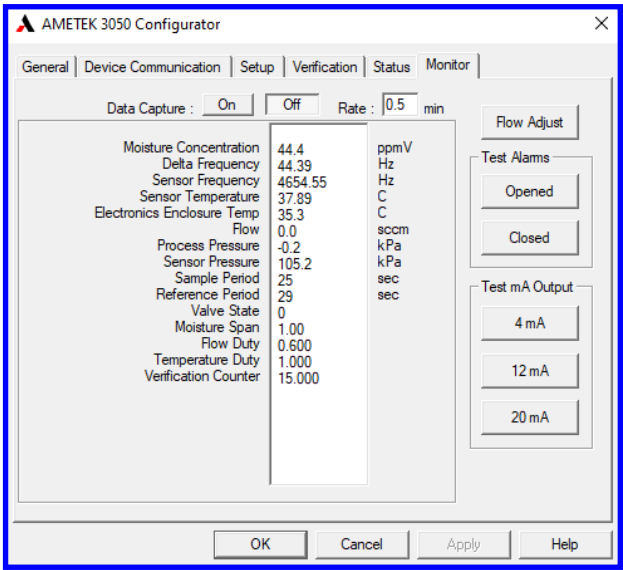 AMETEK 3050 Configurator
General Device Communication Setup Verification Status Monitor
Data Capture : On Off Rate : 0.5 min
Flow Adjust
Moisture Concentration 44.4 ppmV
Delta Frequency 44.39 Hz
Sensor Frequency 4654.55 Hz
Sensor Temperature 37.89 C
Electronics Enclosure Temp 35.3 C
Flow 0.0 sccm
Process Pressure -0.2 kPa
Sensor Pressure 105.2 kPa
Sample Period 25 sec
Reference Period 29 sec
Valve State 0
Moisture Span 1.00
Flow Duty 0.600
Temperature Duty 1.000
Verification Counter 15.000
Test Alarms
Opened
Closed
Test mA Output
4 mA
12 mA
20 mA
OK Cancel Apply Help